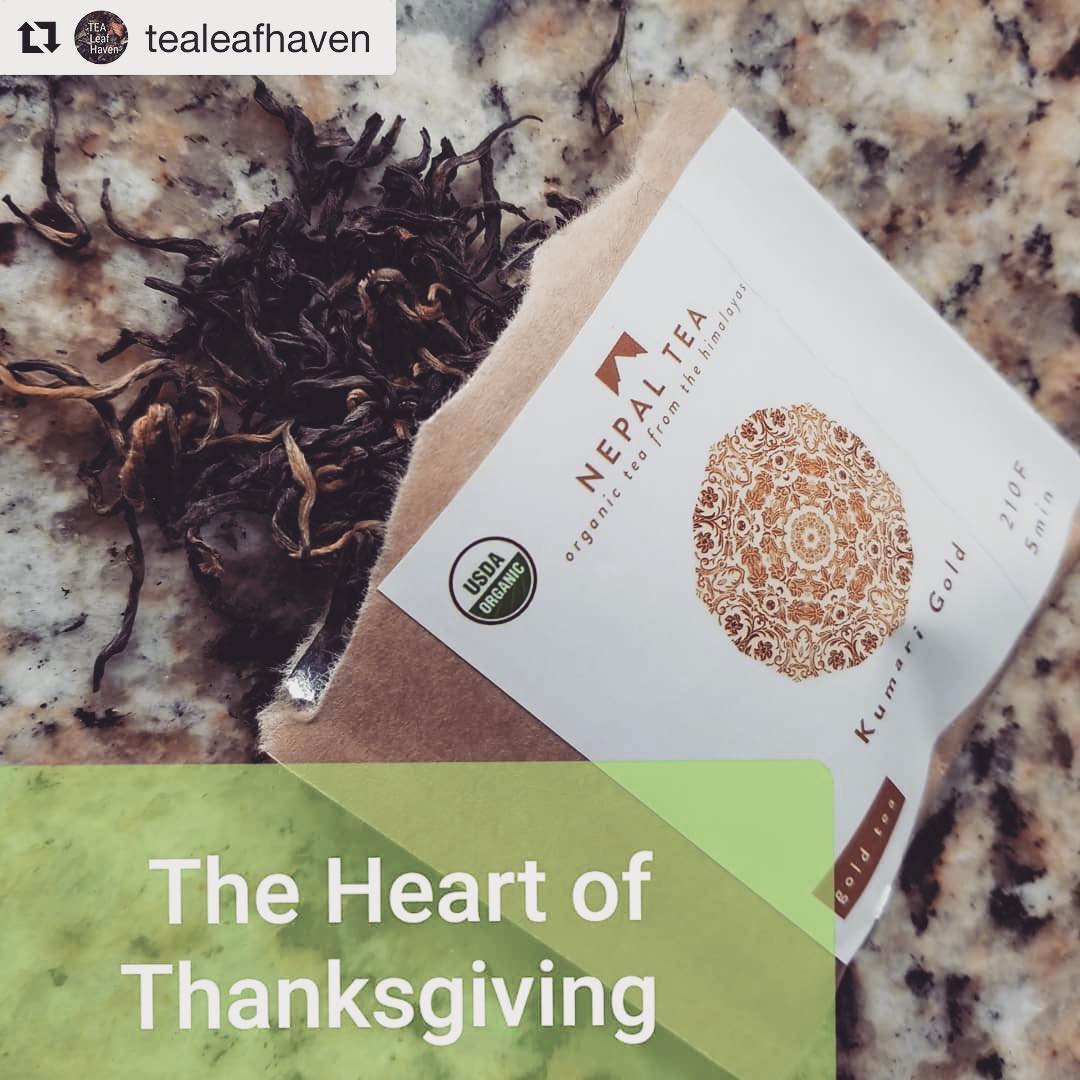 tealeafhaven
TEA
Leaf
Haven
NEPAL TEA
organic tea from the himalayas
USDA
ORGANIC
210F
5min
Kumari Gold
gold tea
The Heart of
Thanksgiving